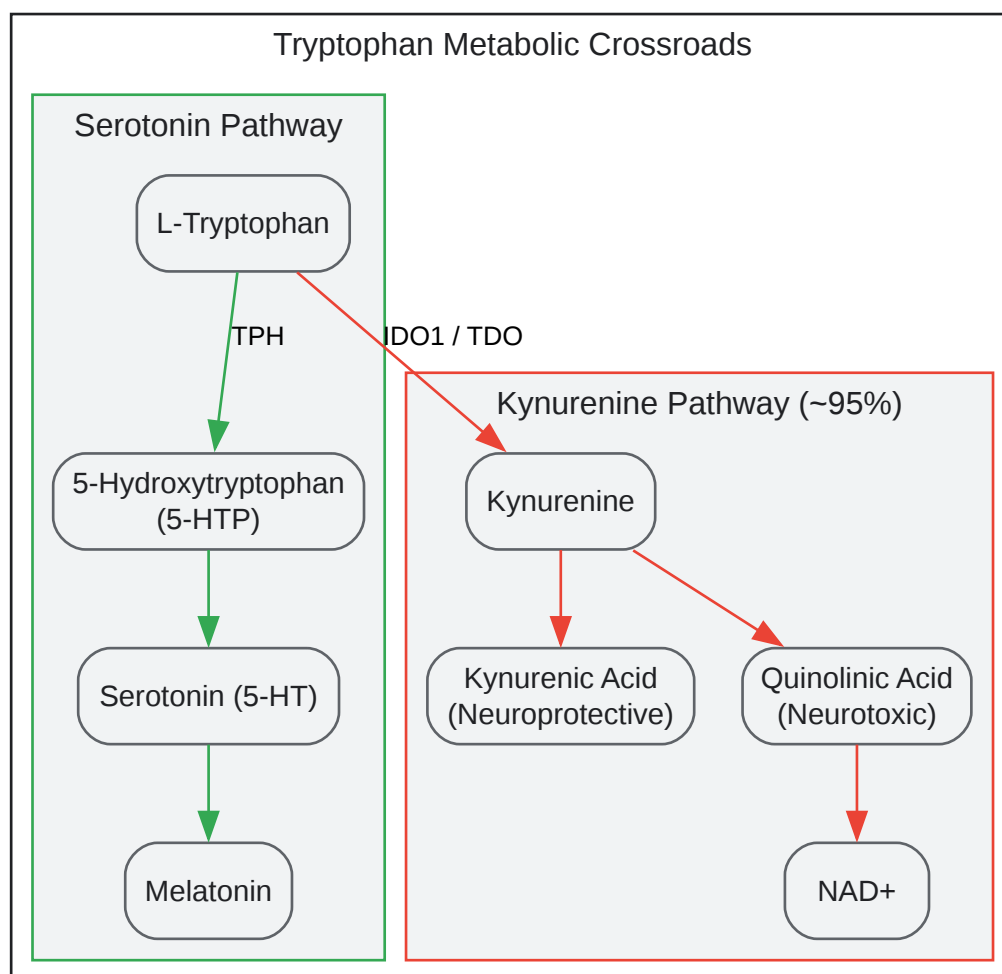 Tryptophan Metabolic Crossroads
Serotonin Pathway
L-Tryptophan
TPH
IDO1 / TDO
Kynurenine Pathway (~95%)
5-Hydroxytryptophan
(5-HTP)
Kynurenine
Serotonin (5-HT)
Kynurenic Acid
(Neuroprotective)
Quinolinic Acid
(Neurotoxic)
Melatonin
NAD+